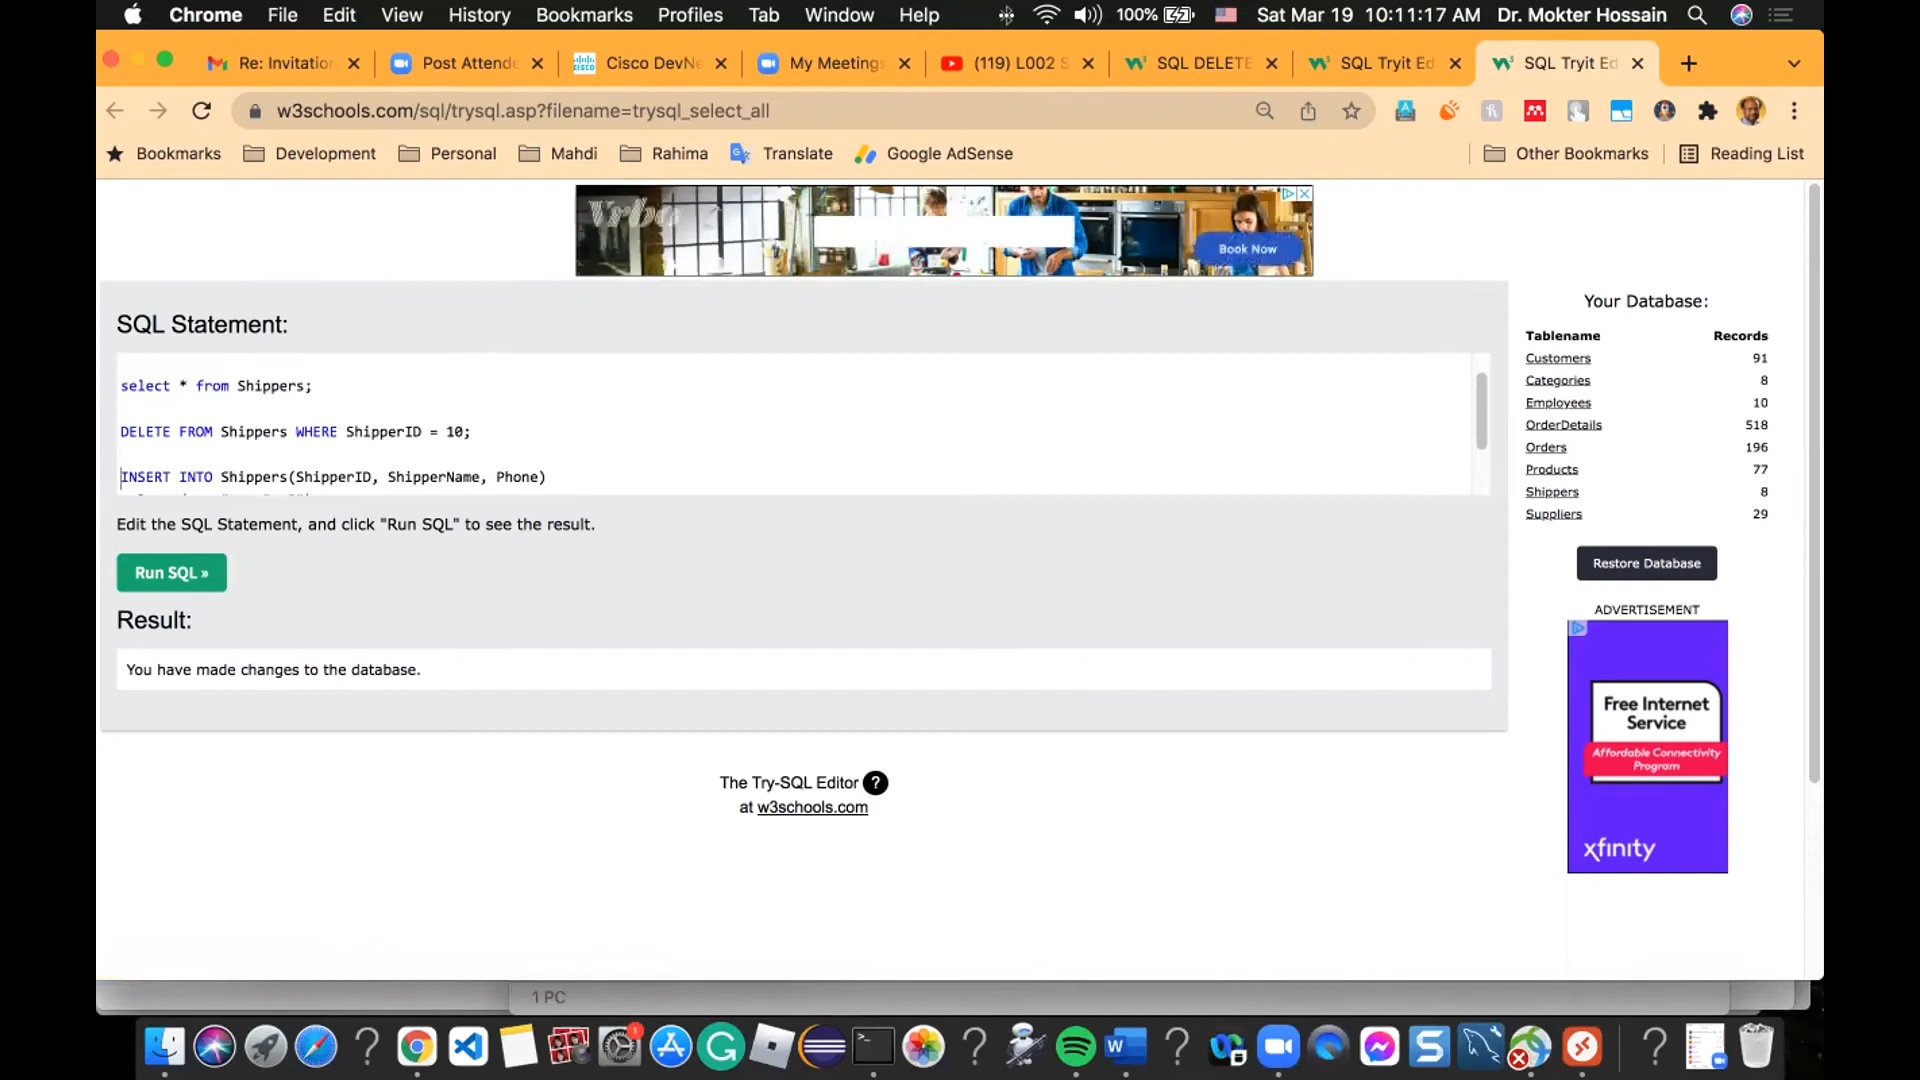 Chrome File Edit View History Bookmarks Profiles Tab Window Help 100% Sat Mar 19 10:11:17 AM Dr. Mokter Hossain
Re: Invitation Post Attende Cisco DevNe My Meetings (119) L002 S SQL DELETE SQL Tryit Ed SQL Tryit Ed
w3schools.com/sql/trysql.asp?filename=trysql_select_all
Bookmarks Development Personal Mahdi Rahima Translate Google AdSense Other Bookmarks Reading List
Vrbo
Book Now
SQL Statement:
select * from Shippers;
DELETE FROM Shippers WHERE ShipperID = 10;
INSERT INTO Shippers(ShipperID, ShipperName, Phone)
Edit the SQL Statement, and click "Run SQL" to see the result.
Run SQL »
Result:
You have made changes to the database.
The Try-SQL Editor ?
at w3schools.com
Your Database:
Tablename Records
Customers 91
Categories 8
Employees 10
OrderDetails 518
Orders 196
Products 77
Shippers 8
Suppliers 29
Restore Database
ADVERTISEMENT
Free Internet
Service
Affordable Connectivity
Program
xfinity
1 PC